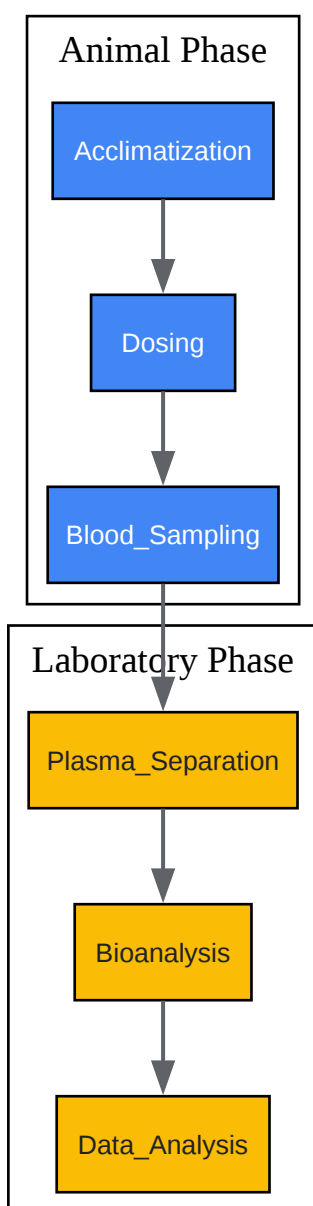 Animal Phase
Acclimatization
Dosing
Blood_Sampling
Laboratory Phase
Plasma_Separation
Bioanalysis
Data_Analysis